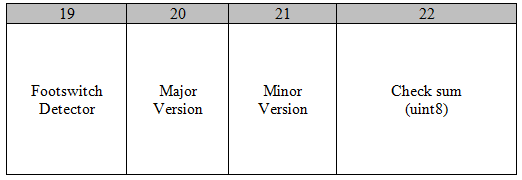 19 20 21 22
Footswitch Detector
Major Version
Minor Version
Check sum (uint8)